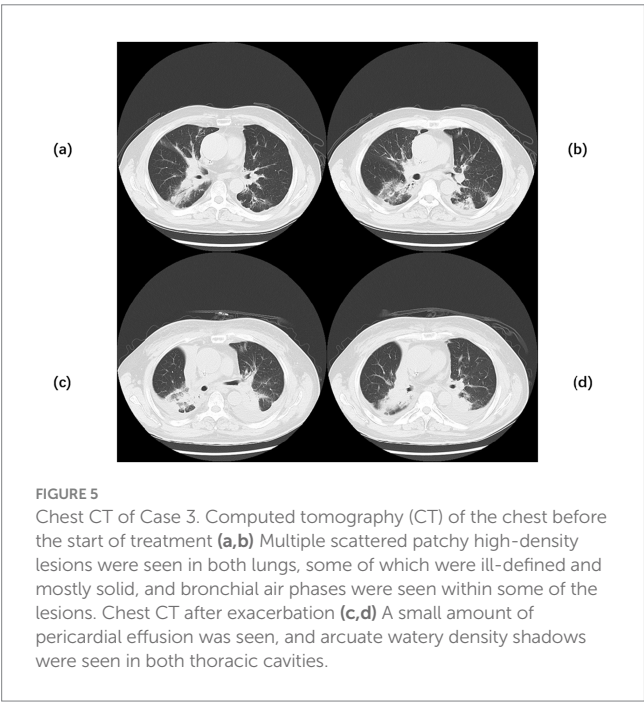 (a)
(b)
(c)
(d)
FIGURE 5
Chest CT of Case 3. Computed tomography (CT) of the chest before
the start of treatment (a,b) Multiple scattered patchy high-density
lesions were seen in both lungs, some of which were ill-defined and
mostly solid, and bronchial air phases were seen within some of the
lesions. Chest CT after exacerbation (c,d) A small amount of
pericardial effusion was seen, and arcuate watery density shadows
were seen in both thoracic cavities.